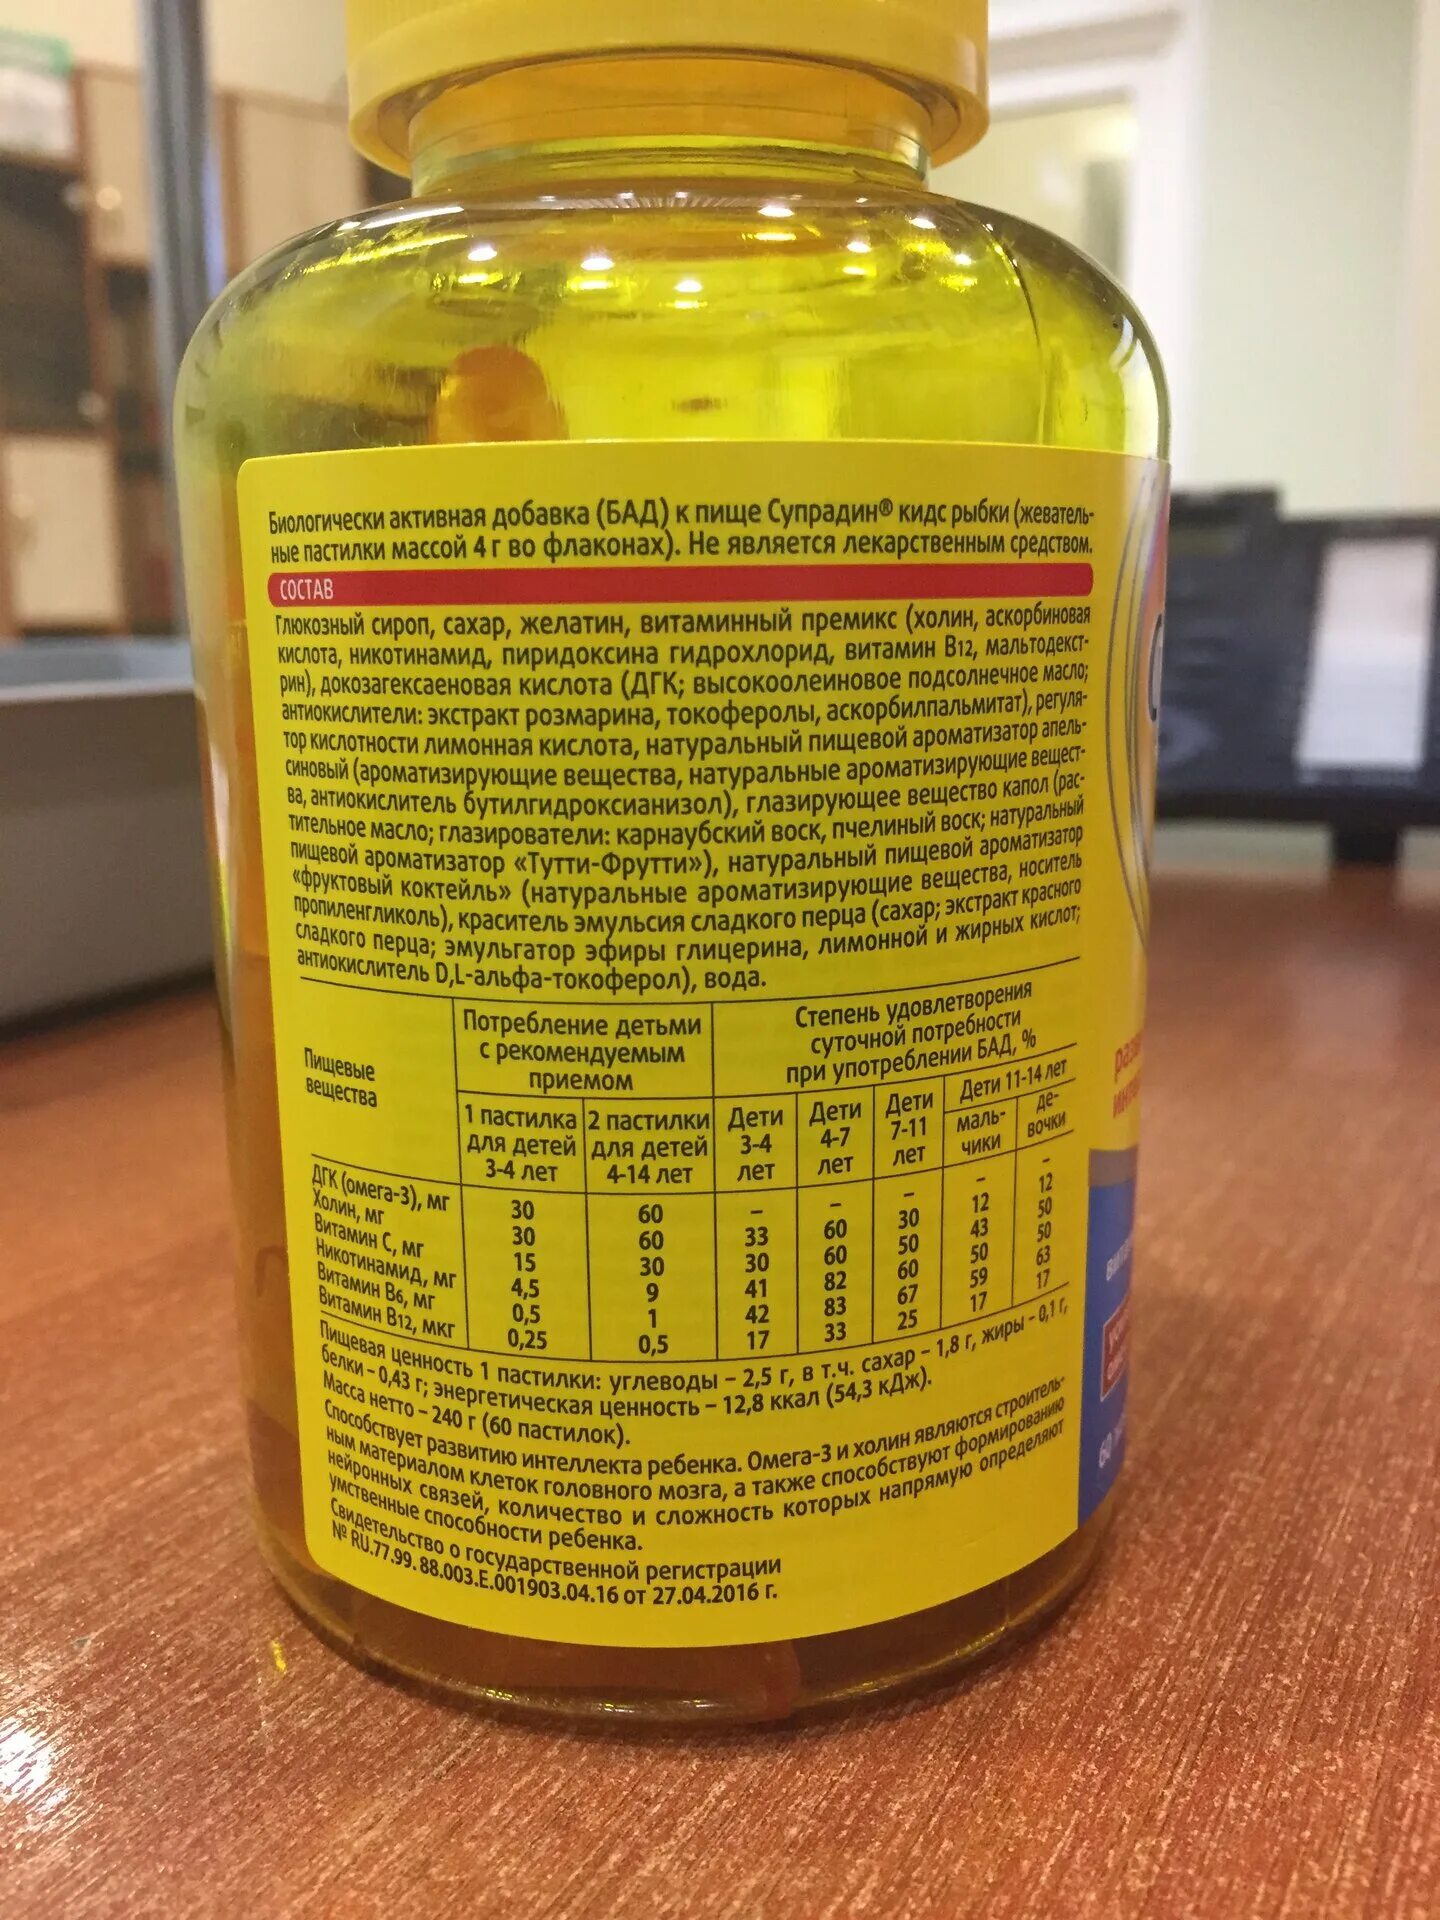 Биологически активная добавка (БАД) к пище Супрадин® кидс рыбки (жеватель-
ные пастилки массой 4 г во флаконах). Не является лекарственным средством.
СОСТАВ
Глюкозный сироп, сахар, желатин, витаминный премикс (холин, аскорбиновая
кислота, никотинамид, пиридоксина гидрохлорид, витамин В12, мальтодекст-
рин), докозагексаеновая кислота (ДГК; высокоолеиновое подсолнечное масло;
антиокислители: экстракт розмарина, токоферолы, аскорбилпальмитат), регуля-
тор кислотности лимонная кислота, натуральный пищевой ароматизатор апель-
синовый (ароматизирующие вещества, натуральные ароматизирующие вещест-
ва, антиокислитель бутилгидроксианизол), глазирующее вещество капол (рас-
тительное масло; глазирователи: карнаубский воск, пчелиный воск; натуральный
пищевой ароматизатор «Тутти-Фрутти»), натуральный пищевой ароматизатор
«фруктовый коктейль» (натуральные ароматизирующие вещества, носитель
пропиленгликоль), краситель эмульсия сладкого перца (сахар; экстракт красного
сладкого перца; эмульгатор эфиры глицерина, лимонной и жирных кислот;
антиокислитель D,L-альфа-токоферол), вода.
Пищевые
вещества
Потребление детьми
с рекомендуемым
приемом
Степень удовлетворения
суточной потребности
при употреблении БАД, %
1 пастилка
для детей
3-4 лет
2 пастилки
для детей
4-14 лет
Дети
3-4
лет
Дети
4-7
лет
Дети
7-11
лет
Дети 11-14 лет
маль-
чики
де-
вочки
ДГК (омега-3), мг 30 60 – – – – –
Холин, мг 30 60 33 60 30 12 12
Витамин С, мг 15 30 30 60 50 43 50
Никотинамид, мг 4,5 9 41 82 60 50 50
Витамин В6, мг 0,5 1 42 83 67 59 63
Витамин В12, мкг 0,25 0,5 17 33 25 17 17
Пищевая ценность 1 пастилки: углеводы – 2,5 г, в т.ч. сахар – 1,8 г, жиры – 0,1 г,
белки – 0,43 г; энергетическая ценность – 12,8 ккал (54,3 кДж).
Масса нетто – 240 г (60 пастилок).
Способствует развитию интеллекта ребенка. Омега-3 и холин являются строитель-
ным материалом клеток головного мозга, а также способствуют формированию
нейронных связей, количество и сложность которых напрямую определяют
умственные способности ребенка.
Свидетельство о государственной регистрации
№ RU.77.99.88.003.Е.001903.04.16 от 27.04.2016 г.